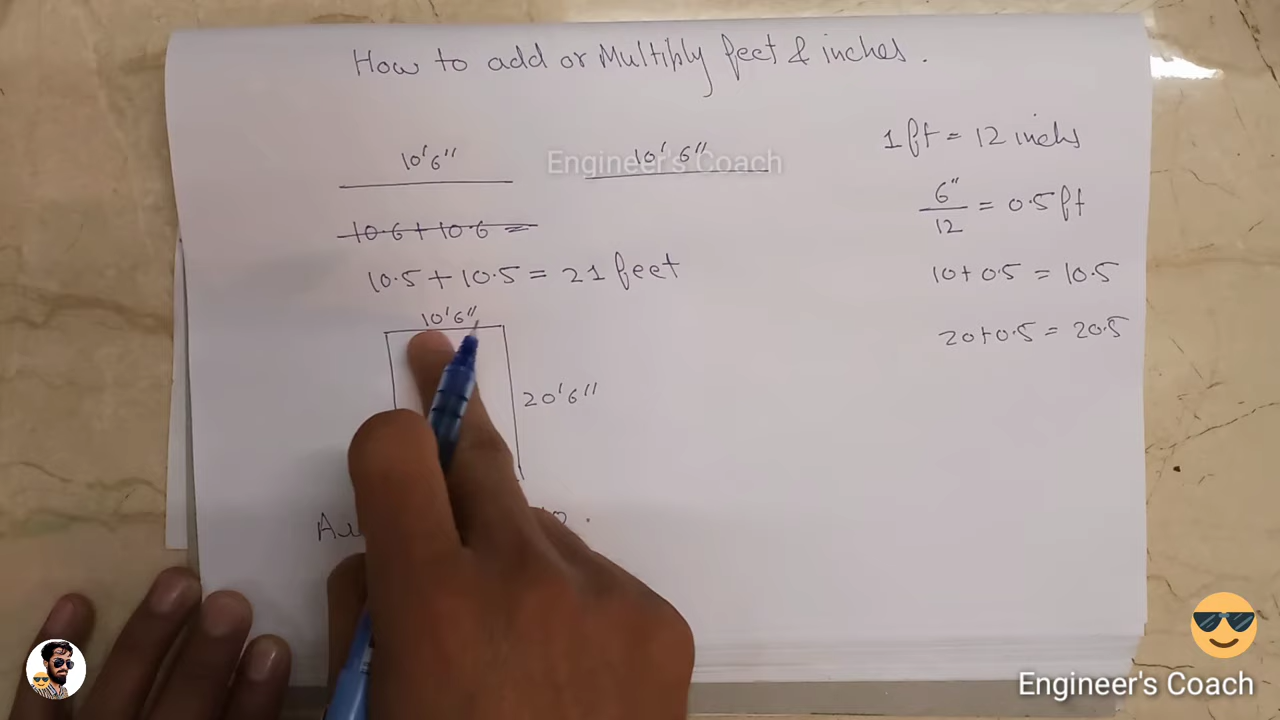 How to add or Multiply feet & inches .
10'6"
10' 6"
Engineer's Coach
10.6 + 10.6 =
10.5 + 10.5 = 21 feet
10'6"
20'6"
1 ft = 12 inchs
6"
12
= 0.5 ft
10 + 0.5 = 10.5
20 + 0.5 = 20.5
Engineer's Coach